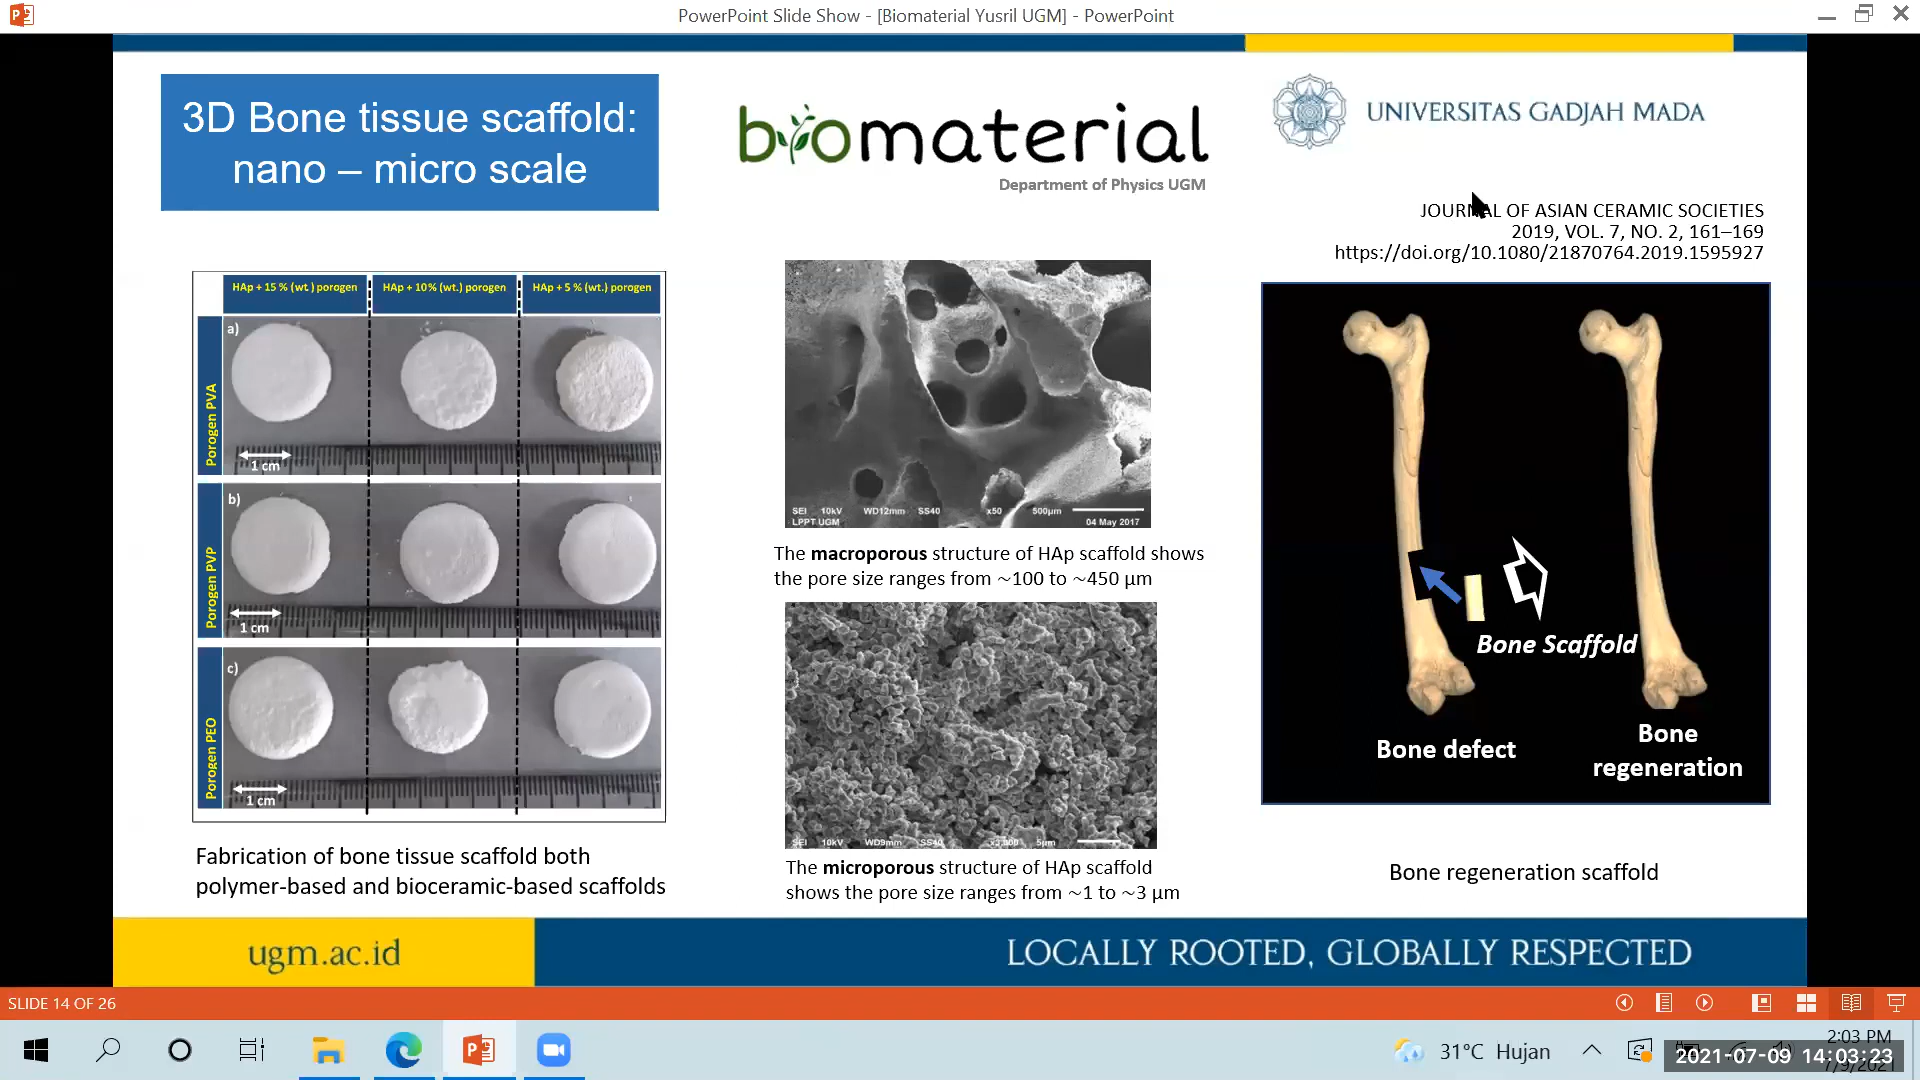 PowerPoint Slide Show - [Biomaterial Yusril UGM] - PowerPoint
3D Bone tissue scaffold:
nano – micro scale
biomaterial
Department of Physics UGM
UNIVERSITAS GADJAH MADA
JOURNAL OF ASIAN CERAMIC SOCIETIES
2019, VOL. 7, NO. 2, 161–169
https://doi.org/10.1080/21870764.2019.1595927
HAp + 15 % (wt.) porogen
HAp + 10% (wt.) porogen
HAp + 5 % (wt.) porogen
Porogen PVA
a)
1 cm
Porogen PVP
b)
1 cm
Porogen PEO
c)
1 cm
Fabrication of bone tissue scaffold both
polymer-based and bioceramic-based scaffolds
SEI 10kV WD12mm SS40 x50 500µm
LPPT UGM 04 May 2017
The macroporous structure of HAp scaffold shows
the pore size ranges from ~100 to ~450 µm
SEI 10kV WD9mm SS40 5µm
The microporous structure of HAp scaffold
shows the pore size ranges from ~1 to ~3 µm
Bone Scaffold
Bone defect
Bone
regeneration
Bone regeneration scaffold
ugm.ac.id
LOCALLY ROOTED, GLOBALLY RESPECTED
SLIDE 14 OF 26
31°C Hujan
2:03 PM
2021-07-09 14:03:23